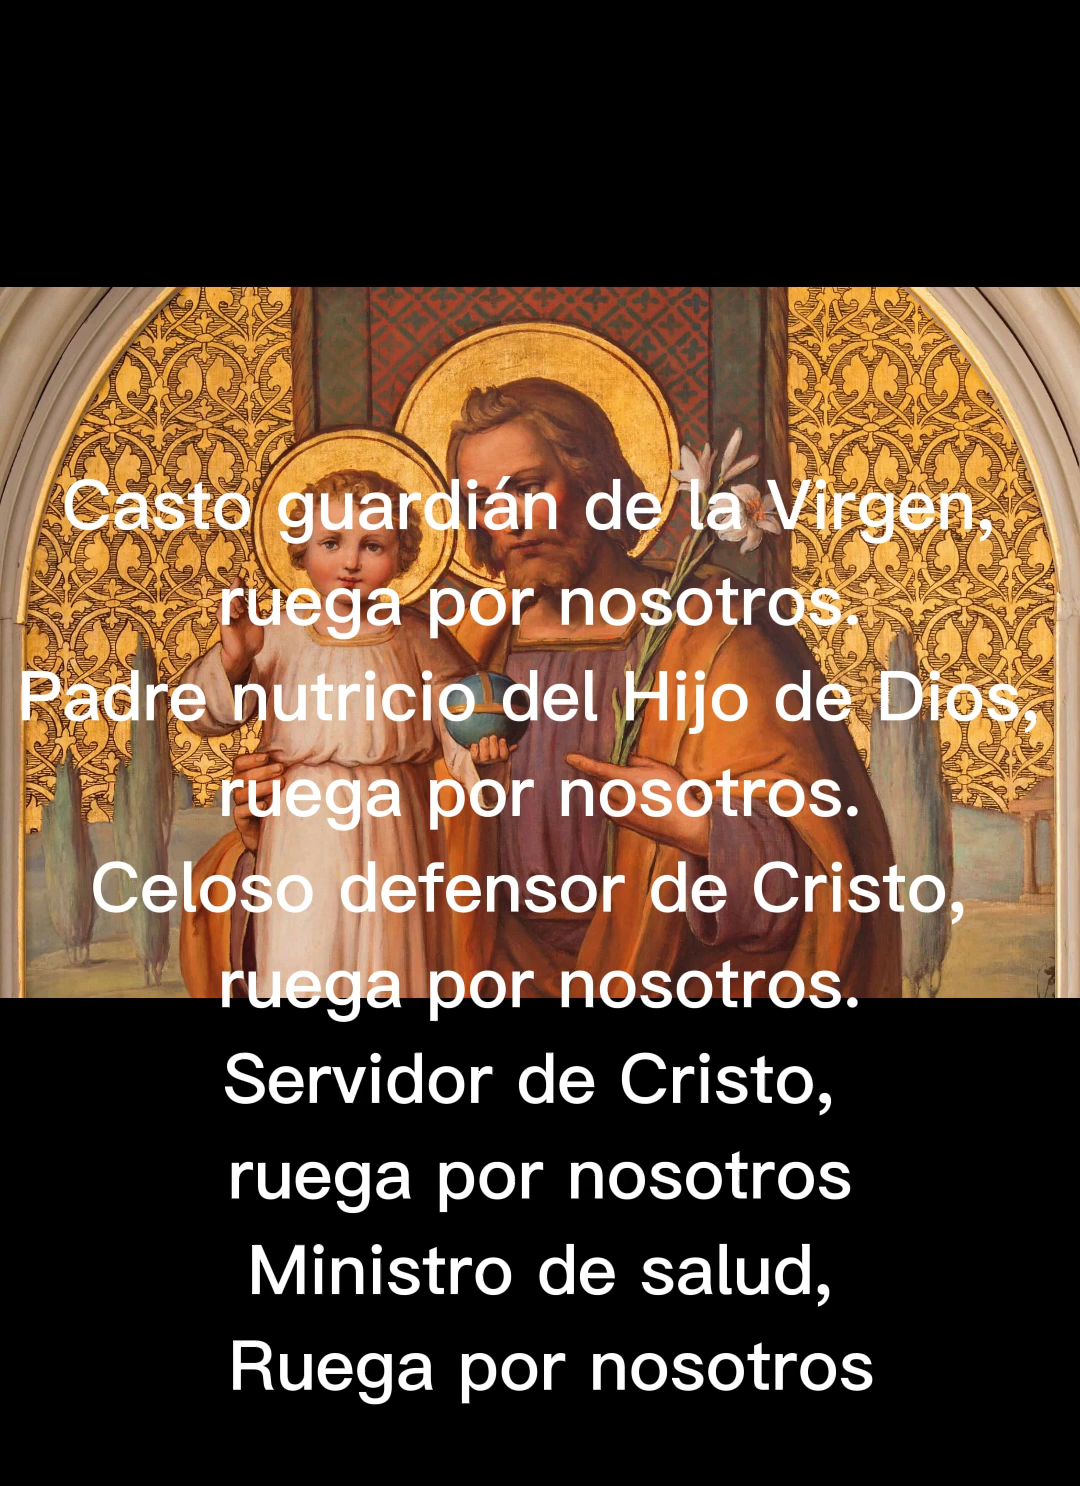 Casto guardián de la Virgen,
ruega por nosotros.
Padre nutricio del Hijo de Dios,
ruega por nosotros.
Celoso defensor de Cristo,
ruega por nosotros.
Servidor de Cristo,
ruega por nosotros
Ministro de salud,
Ruega por nosotros